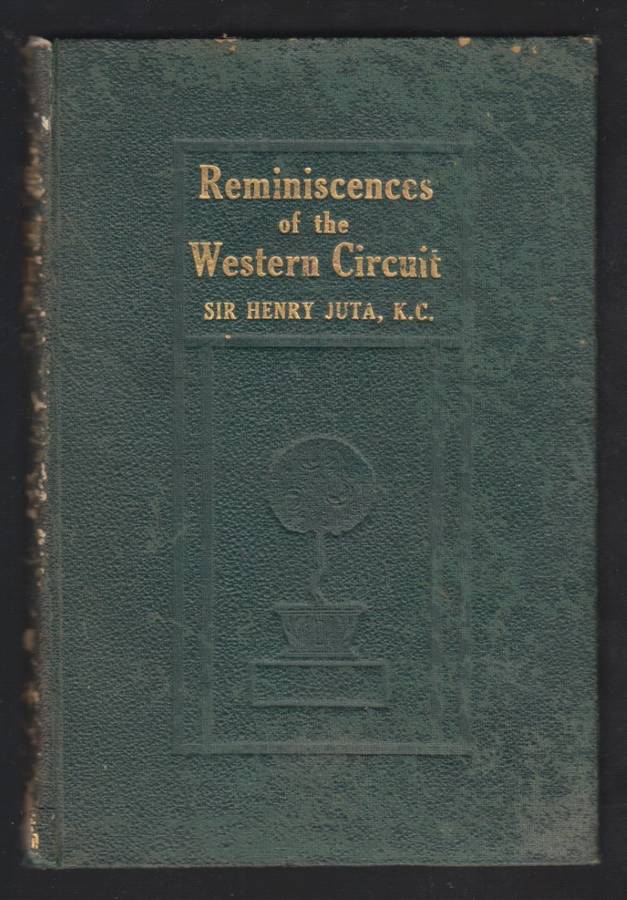 Reminiscences
of the
Western Circuit
SIR HENRY JUTA, K.C.